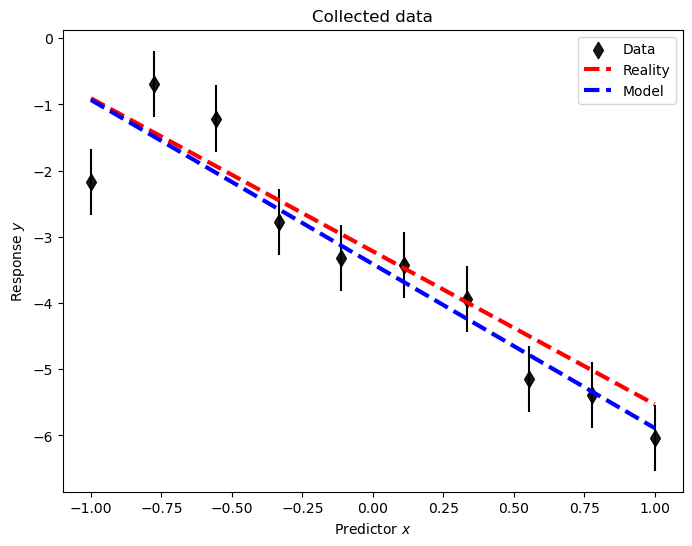 Collected data
Data
Reality
Model
0
−1
−2
−3
−4
−5
−6
Response y
−1.00 −0.75 −0.50 −0.25 0.00 0.25 0.50 0.75 1.00
Predictor x